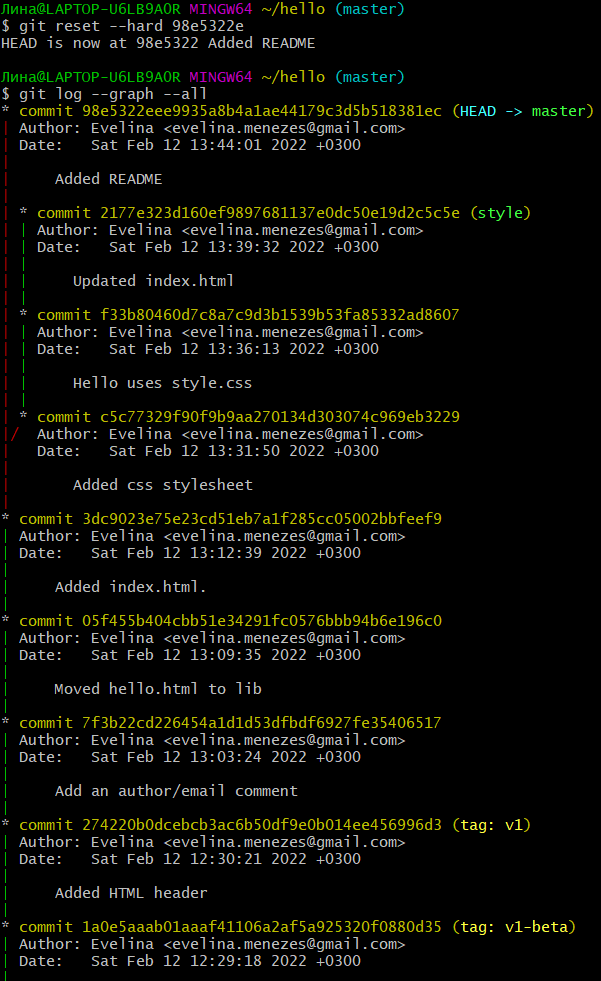 Лина@LAPTOP-U6LB9AOR MINGW64 ~/hello (master)
$ git reset --hard 98e5322e
HEAD is now at 98e5322 Added README

Лина@LAPTOP-U6LB9AOR MINGW64 ~/hello (master)
$ git log --graph --all
* commit 98e5322eee9935a8b4a1ae44179c3d5b518381ec (HEAD -> master)
| Author: Evelina <evelina.menezes@gmail.com>
| Date:   Sat Feb 12 13:44:01 2022 +0300
|
|     Added README
|
| * commit 2177e323d160ef9897681137e0dc50e19d2c5c5e (style)
| | Author: Evelina <evelina.menezes@gmail.com>
| | Date:   Sat Feb 12 13:39:32 2022 +0300
| |
| |     Updated index.html
| |
| * commit f33b80460d7c8a7c9d3b1539b53fa85332ad8607
| | Author: Evelina <evelina.menezes@gmail.com>
| | Date:   Sat Feb 12 13:36:13 2022 +0300
| |
| |     Hello uses style.css
| |
| * commit c5c77329f90f9b9aa270134d303074c969eb3229
|/  Author: Evelina <evelina.menezes@gmail.com>
|   Date:   Sat Feb 12 13:31:50 2022 +0300
|
|       Added css stylesheet
|
* commit 3dc9023e75e23cd51eb7a1f285cc05002bbfeef9
| Author: Evelina <evelina.menezes@gmail.com>
| Date:   Sat Feb 12 13:12:39 2022 +0300
|
|     Added index.html.
|
* commit 05f455b404cbb51e34291fc0576bbb94b6e196c0
| Author: Evelina <evelina.menezes@gmail.com>
| Date:   Sat Feb 12 13:09:35 2022 +0300
|
|     Moved hello.html to lib
|
* commit 7f3b22cd226454a1d1d53dfbdf6927fe35406517
| Author: Evelina <evelina.menezes@gmail.com>
| Date:   Sat Feb 12 13:03:24 2022 +0300
|
|     Add an author/email comment
|
* commit 274220b0dcebcb3ac6b50df9e0b014ee456996d3 (tag: v1)
| Author: Evelina <evelina.menezes@gmail.com>
| Date:   Sat Feb 12 12:30:21 2022 +0300
|
|     Added HTML header
|
* commit 1a0e5aaab01aaaf41106a2af5a925320f0880d35 (tag: v1-beta)
| Author: Evelina <evelina.menezes@gmail.com>
| Date:   Sat Feb 12 12:29:18 2022 +0300
|